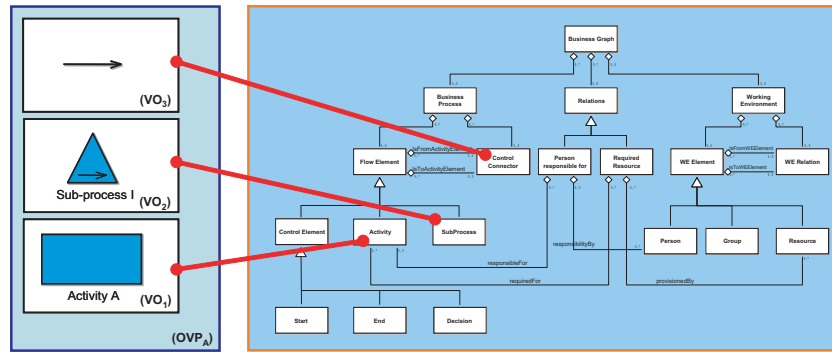 (VO3)
Sub-process I
(VO2)
Activity A
(VO1)
(OVPA)
Business Graph
Business
Process
Relations
Working
Environment
IsFromActivityElement
IsToActivityElement
Flow Element
Control
Connector
Person
responsible for
Required
Resource
IsFromWEElement
IsToWEElement
WE Element
WE Relation
Control Element
Activity
SubProcess
responsibilityBy
Person
Group
Resource
responsibleFor
requiredFor
provisionedBy
Start
End
Decision